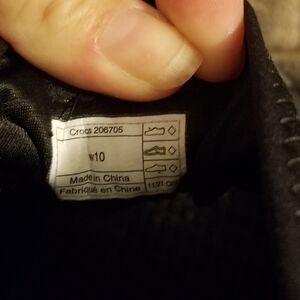 Crocs 206705
W10
Made in China
Fabriqué en Chine